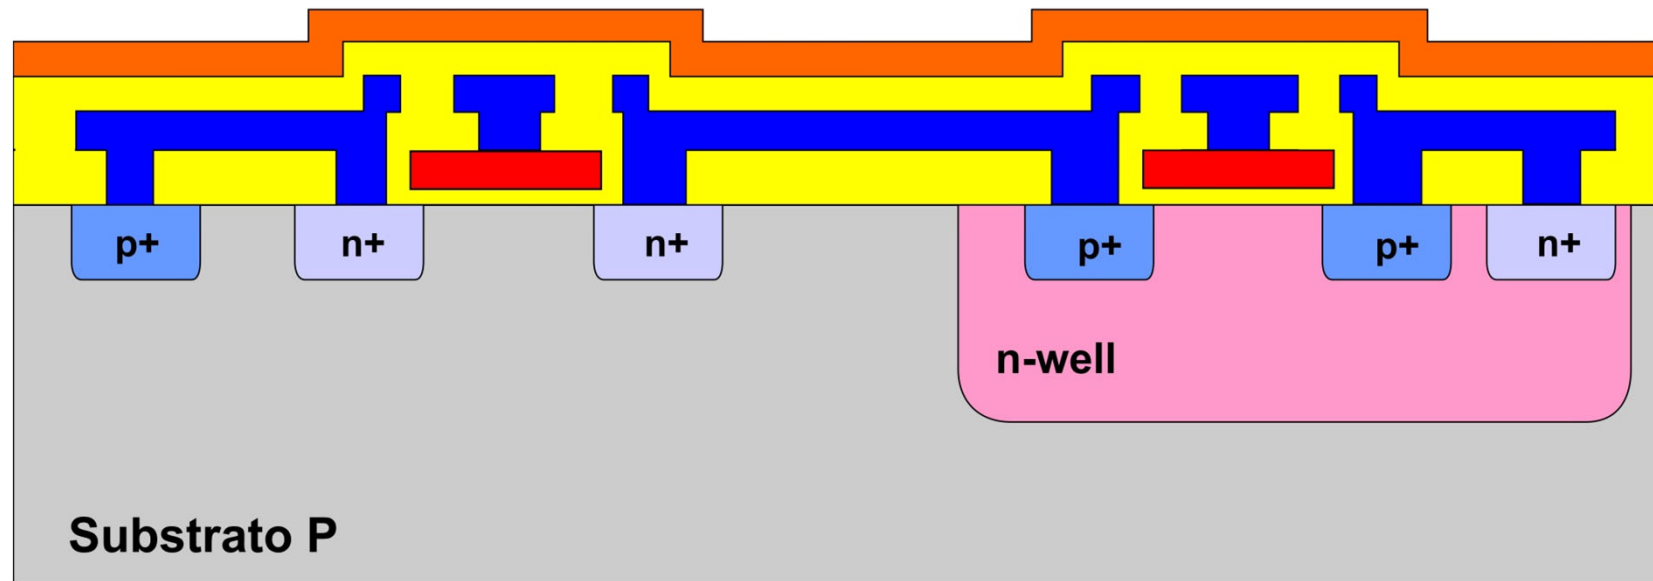 p+
n+
n+
p+
p+
n+
n-well
Substrato P